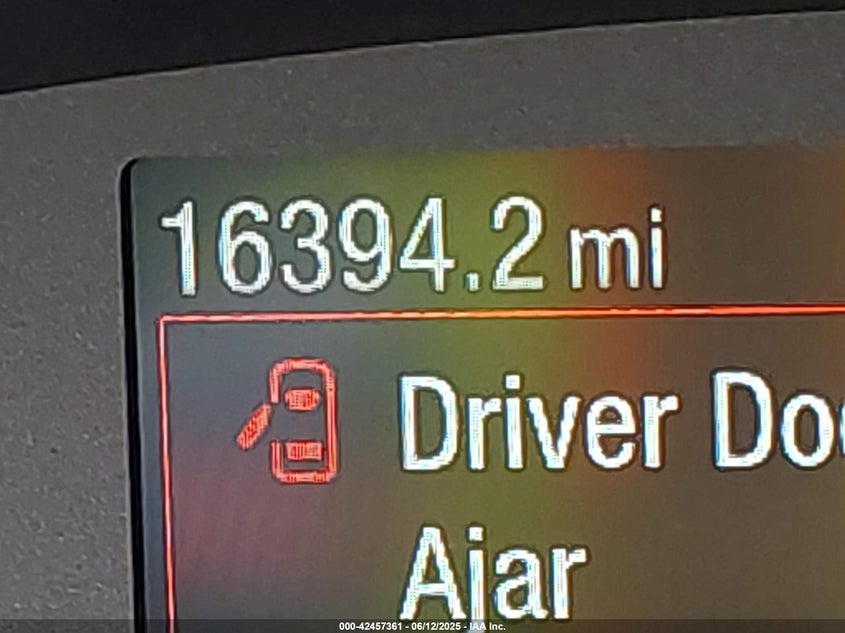 16394.2 mi
Driver Do
Ajar
000-42457361 - 06/12/2025 - IAA Inc.